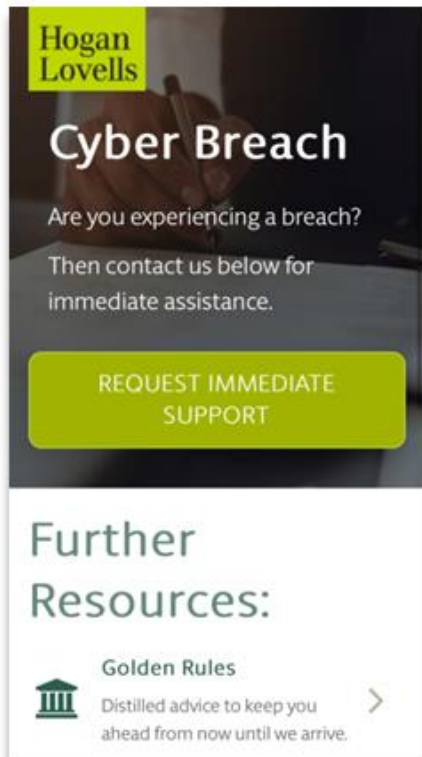 Hogan
Lovells
Cyber Breach
Are you experiencing a breach?
Then contact us below for
immediate assistance.
REQUEST IMMEDIATE
SUPPORT
Further
Resources:
Golden Rules
Distilled advice to keep you
ahead from now until we arrive.